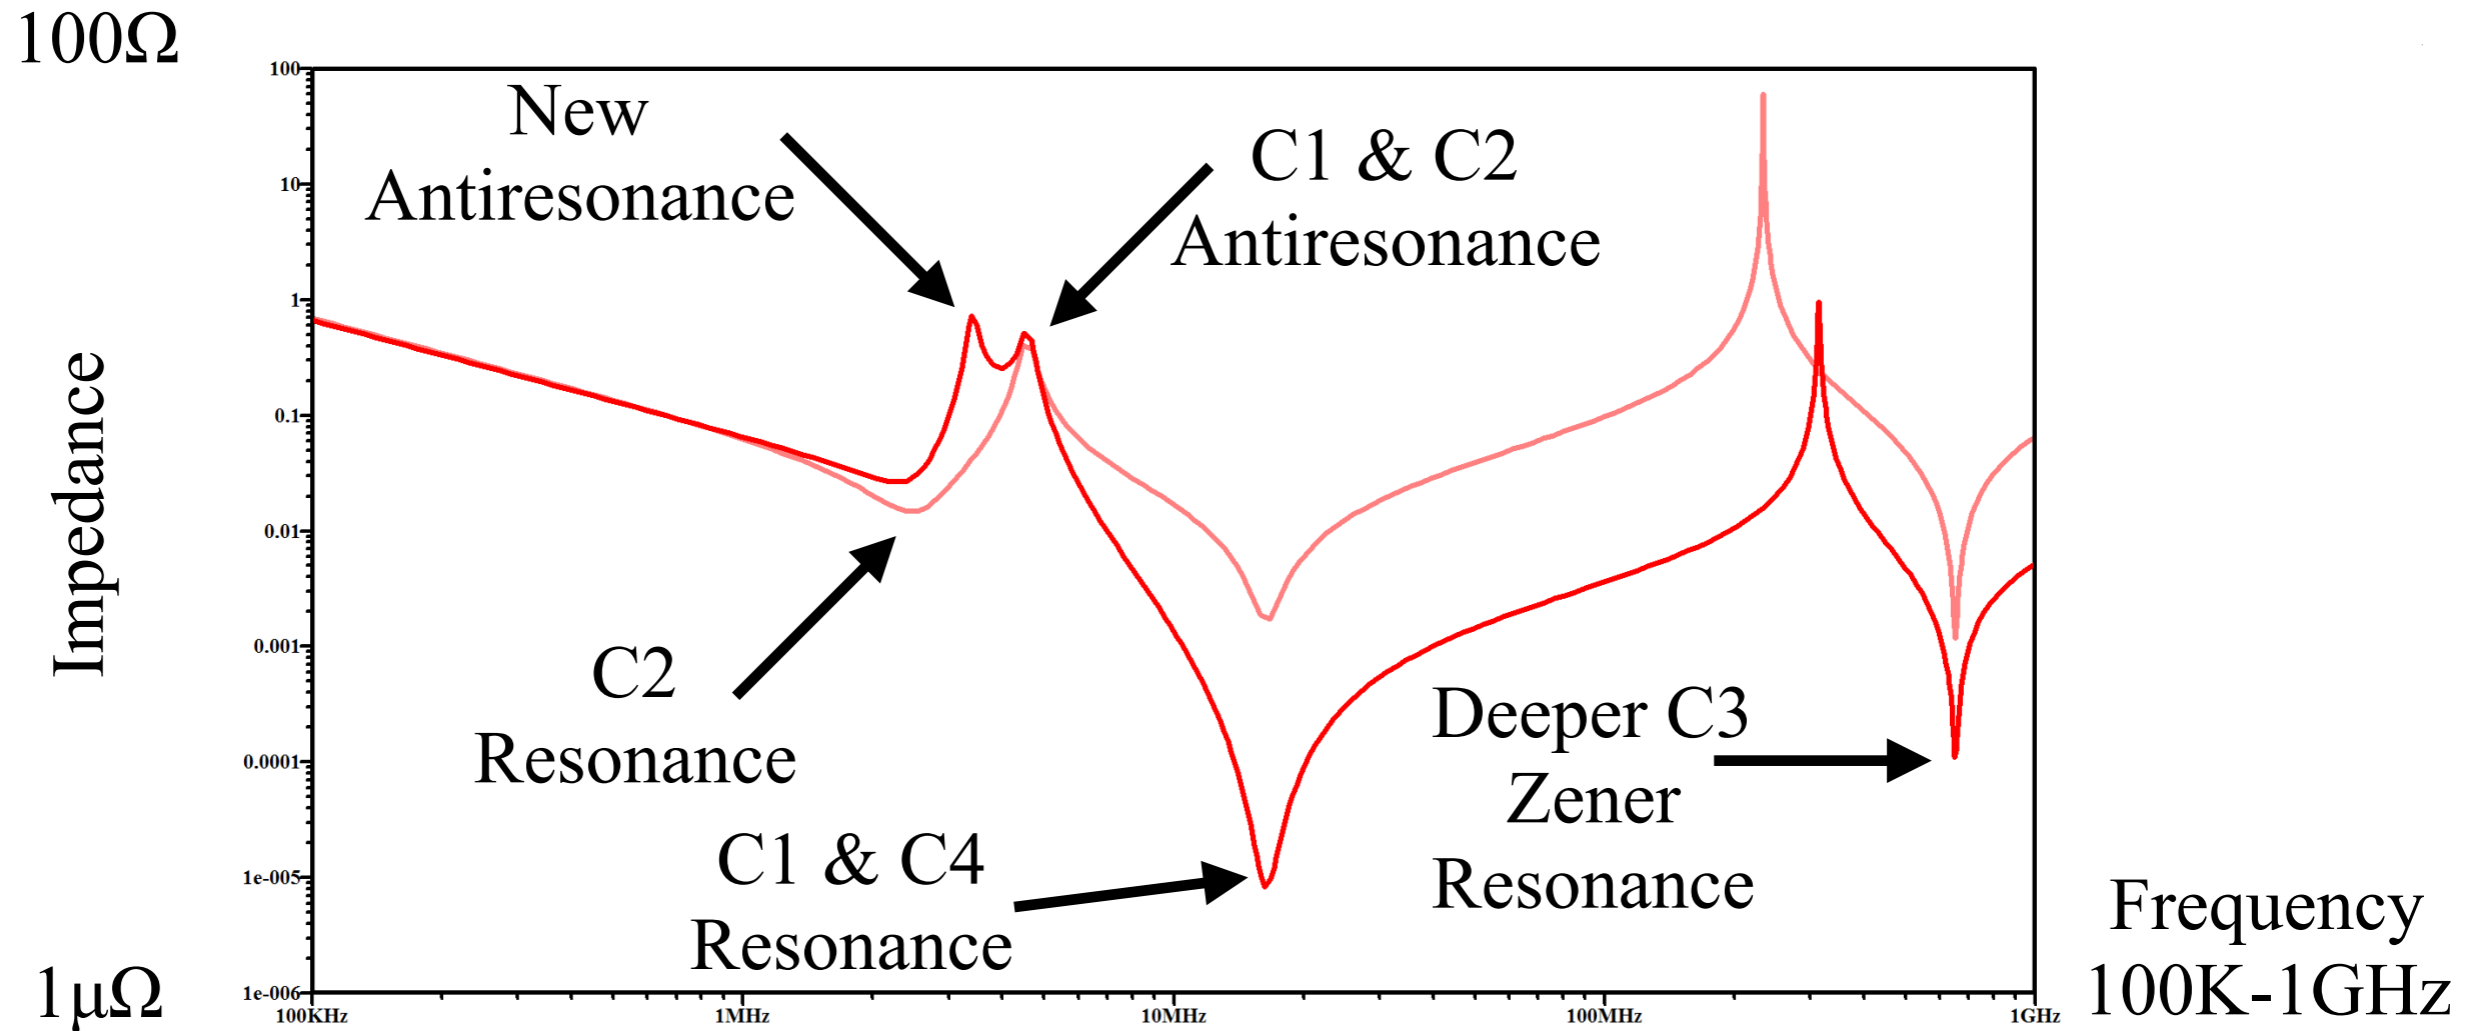 100Ω
100
10
1
0.1
0.01
0.001
0.0001
1e-005
1e-006
1μΩ
Impedance
New
Antiresonance
C1 & C2
Antiresonance
C2
Resonance
C1 & C4
Resonance
Deeper C3
Zener
Resonance
100KHz
1MHz
10MHz
100MHz
1GHz
Frequency
100K-1GHz